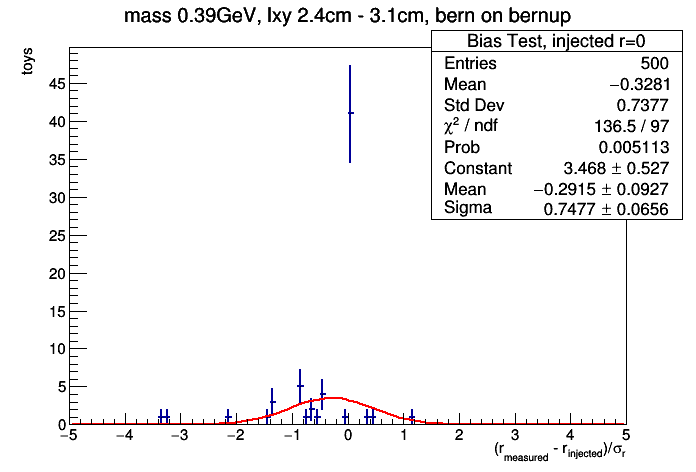 mass 0.39GeV, lxy 2.4cm - 3.1cm, bern on bernup
Bias Test, injected r=0
Entries 500
Mean −0.3281
Std Dev 0.7377
χ² / ndf 136.5 / 97
Prob 0.005113
Constant 3.468 ± 0.527
Mean −0.2915 ± 0.0927
Sigma 0.7477 ± 0.0656
toys
45
40
35
30
25
20
15
10
5
0
−5 −4 −3 −2 −1 0 1 2 3 4 5
(r_measured - r_injected)/σ_r